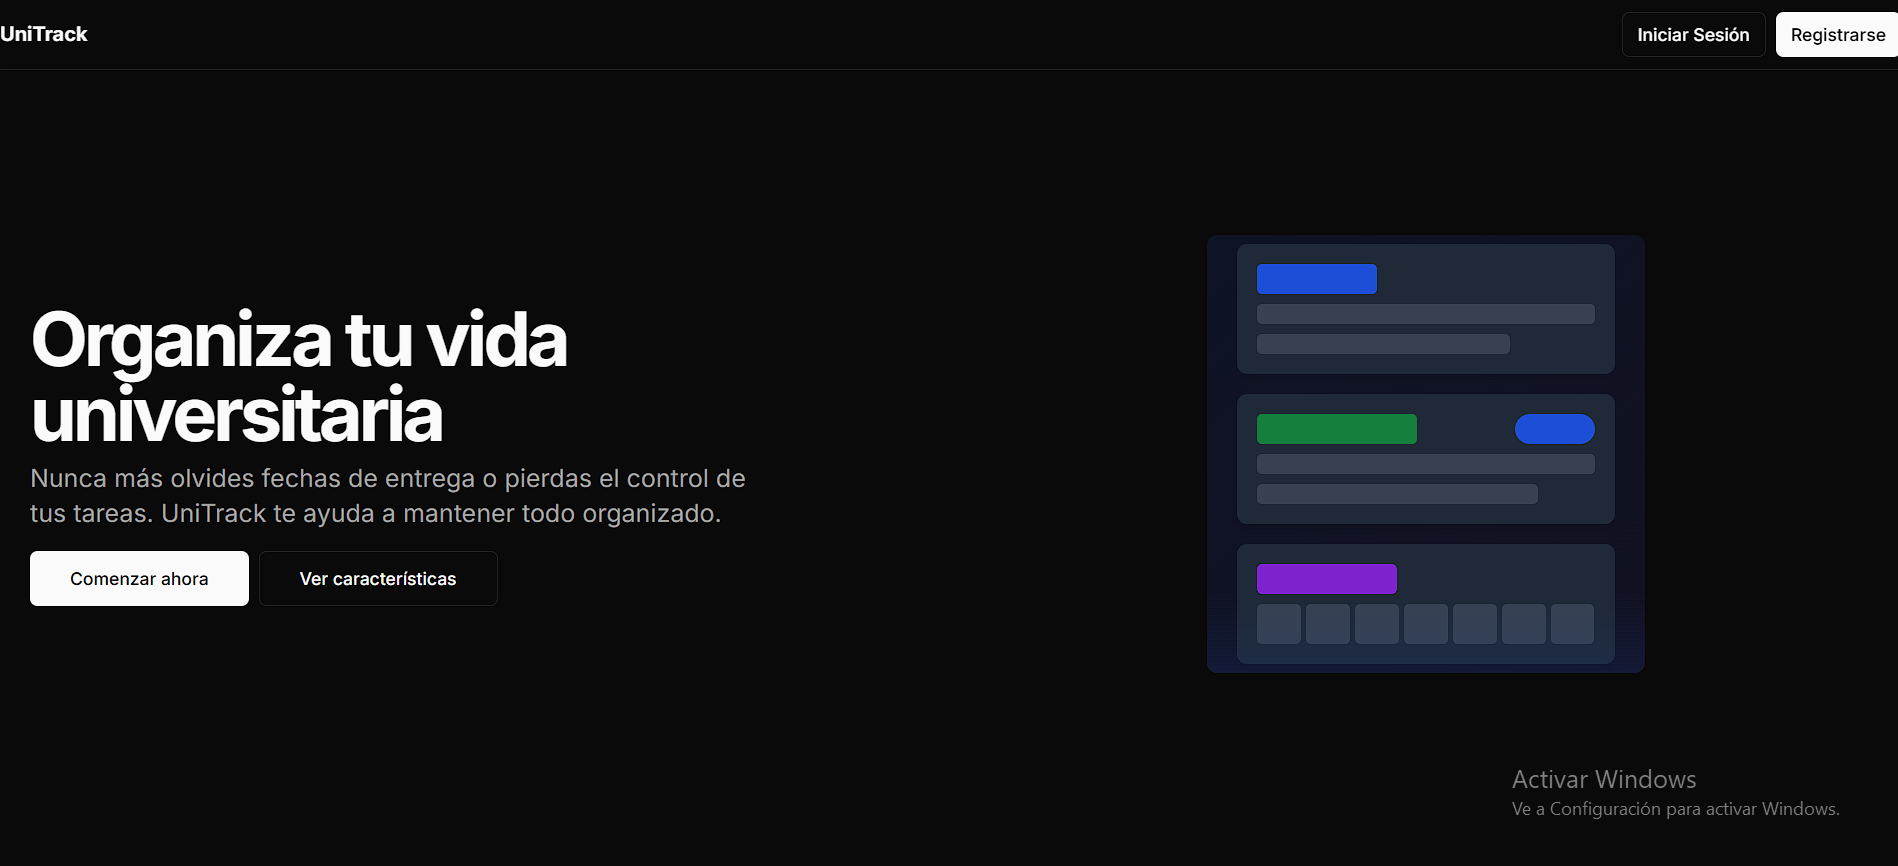 UniTrack
Iniciar Sesión
Registrarse
Organiza tu vida
universitaria
Nunca más olvides fechas de entrega o pierdas el control de
tus tareas. UniTrack te ayuda a mantener todo organizado.
Comenzar ahora
Ver características
Activar Windows
Ve a Configuración para activar Windows.